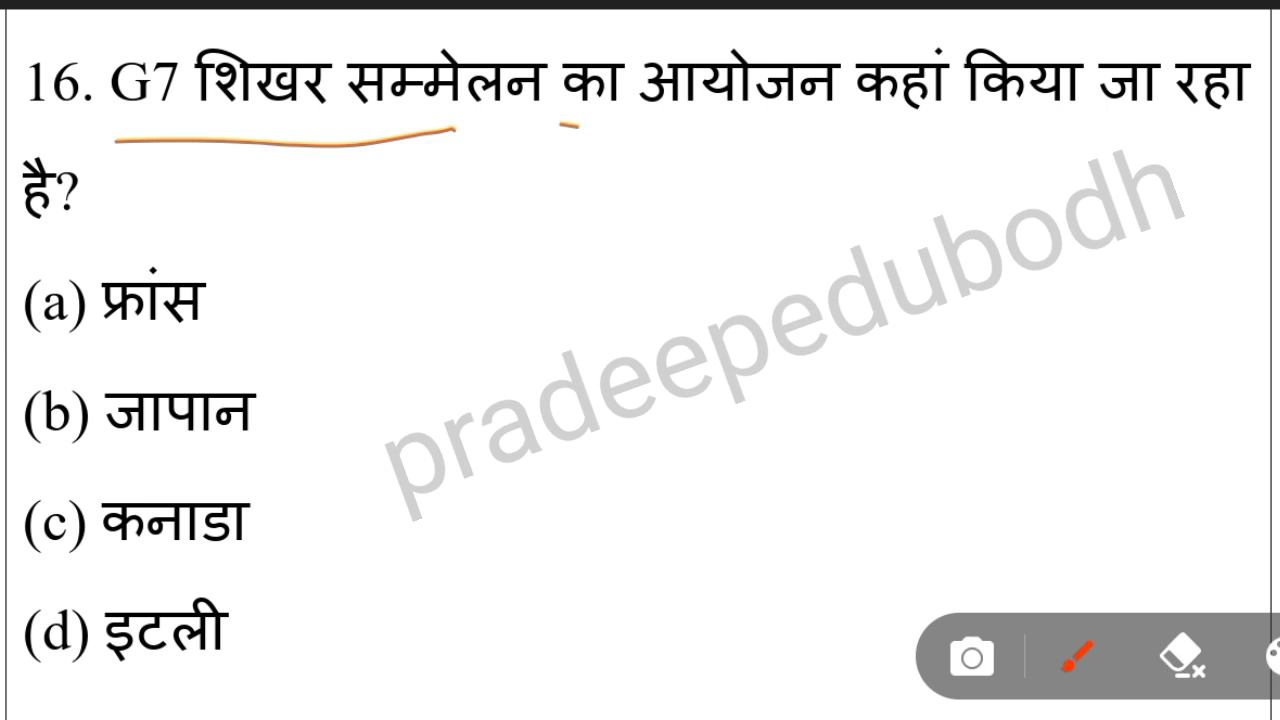 16. G7 शिखर सम्मेलन का आयोजन कहां किया जा रहा
है?
(a) फ्रांस
(b) जापान
(c) कनाडा
(d) इटली
pradeepedubodh